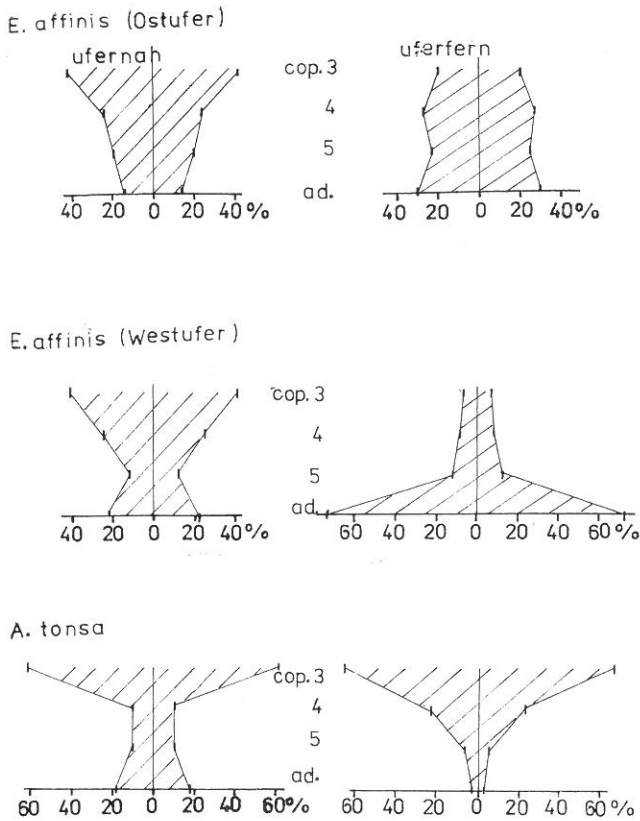 E. affinis (Ostufer)
ufernah
uferfern
cop. 3
4
5
ad.
40 20 0 20 40%
40 20 0 20 40%
E. affinis (Westufer)
cop. 3
4
5
ad.
40 20 0 20 40%
60 40 20 0 20 40 60%
A. tonsa
cop. 3
4
5
ad.
60 40 20 0 20 40 60%
60 40 20 0 20 40 60%